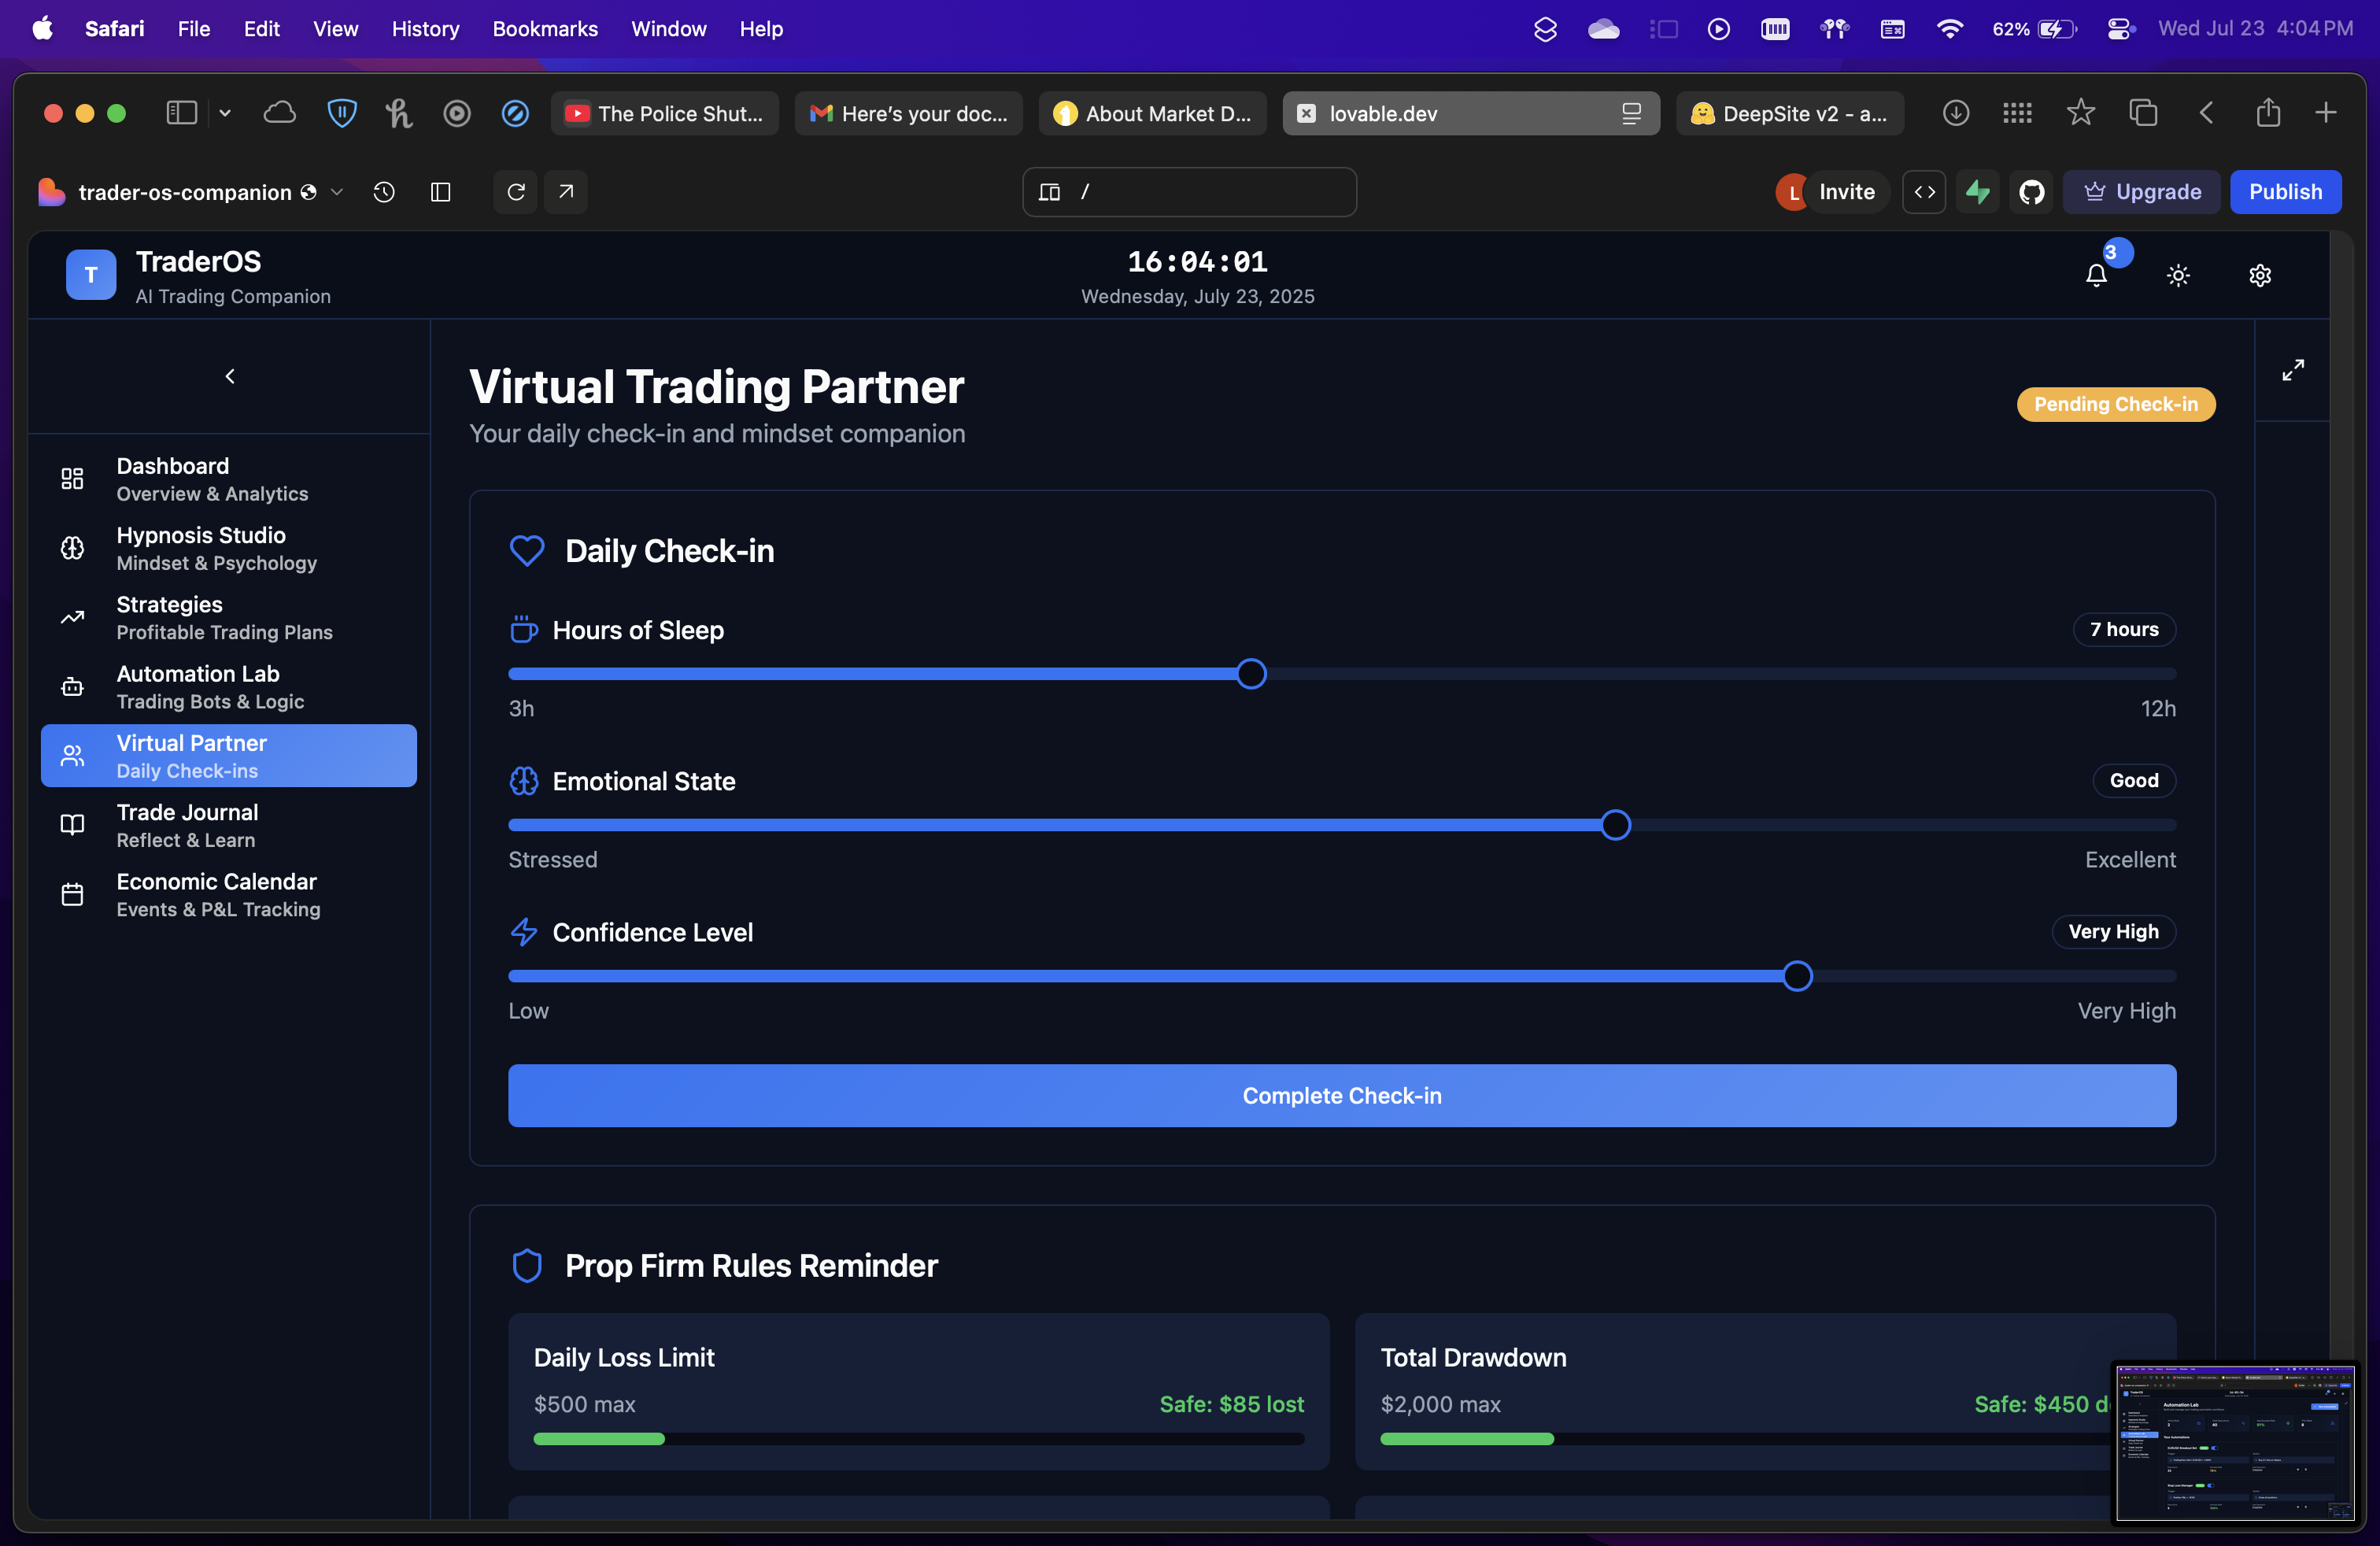 Safari File Edit View History Bookmarks Window Help
62%
Wed Jul 23 4:04 PM
The Police Shut...
Here's your doc...
About Market D...
lovable.dev
DeepSite v2 - a...
trader-os-companion
/
L
Invite
Upgrade
Publish
T
TraderOS
AI Trading Companion
16:04:01
Wednesday, July 23, 2025
3
Dashboard
Overview & Analytics
Hypnosis Studio
Mindset & Psychology
Strategies
Profitable Trading Plans
Automation Lab
Trading Bots & Logic
Virtual Partner
Daily Check-ins
Trade Journal
Reflect & Learn
Economic Calendar
Events & P&L Tracking
Virtual Trading Partner
Your daily check-in and mindset companion
Pending Check-in
Daily Check-in
Hours of Sleep
7 hours
3h
12h
Emotional State
Good
Stressed
Excellent
Confidence Level
Very High
Low
Very High
Complete Check-in
Prop Firm Rules Reminder
Daily Loss Limit
$500 max
Safe: $85 lost
Total Drawdown
$2,000 max
Safe: $450 d
Automation Lab